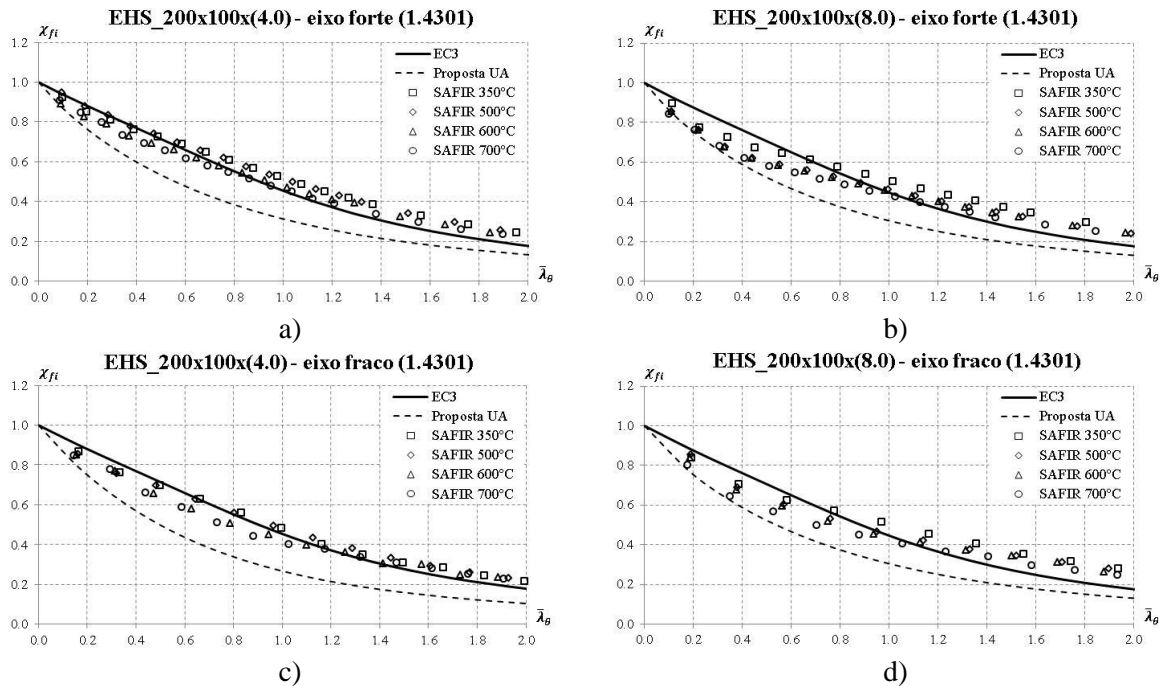 EHS_200x100x(4.0) - eixo forte (1.4301)
χfi
1.2
1.0
0.8
0.6
0.4
0.2
0.0
0.0 0.2 0.4 0.6 0.8 1.0 1.2 1.4 1.6 1.8 2.0
λ̅θ
EC3
Proposta UA
SAFIR 350°C
SAFIR 500°C
SAFIR 600°C
SAFIR 700°C
a)
EHS_200x100x(8.0) - eixo forte (1.4301)
χfi
1.2
1.0
0.8
0.6
0.4
0.2
0.0
0.0 0.2 0.4 0.6 0.8 1.0 1.2 1.4 1.6 1.8 2.0
λ̅θ
EC3
Proposta UA
SAFIR 350°C
SAFIR 500°C
SAFIR 600°C
SAFIR 700°C
b)
EHS_200x100x(4.0) - eixo fraco (1.4301)
χfi
1.2
1.0
0.8
0.6
0.4
0.2
0.0
0.0 0.2 0.4 0.6 0.8 1.0 1.2 1.4 1.6 1.8 2.0
λ̅θ
EC3
Proposta UA
SAFIR 350°C
SAFIR 500°C
SAFIR 600°C
SAFIR 700°C
c)
EHS_200x100x(8.0) - eixo fraco (1.4301)
χfi
1.2
1.0
0.8
0.6
0.4
0.2
0.0
0.0 0.2 0.4 0.6 0.8 1.0 1.2 1.4 1.6 1.8 2.0
λ̅θ
EC3
Proposta UA
SAFIR 350°C
SAFIR 500°C
SAFIR 600°C
SAFIR 700°C
d)